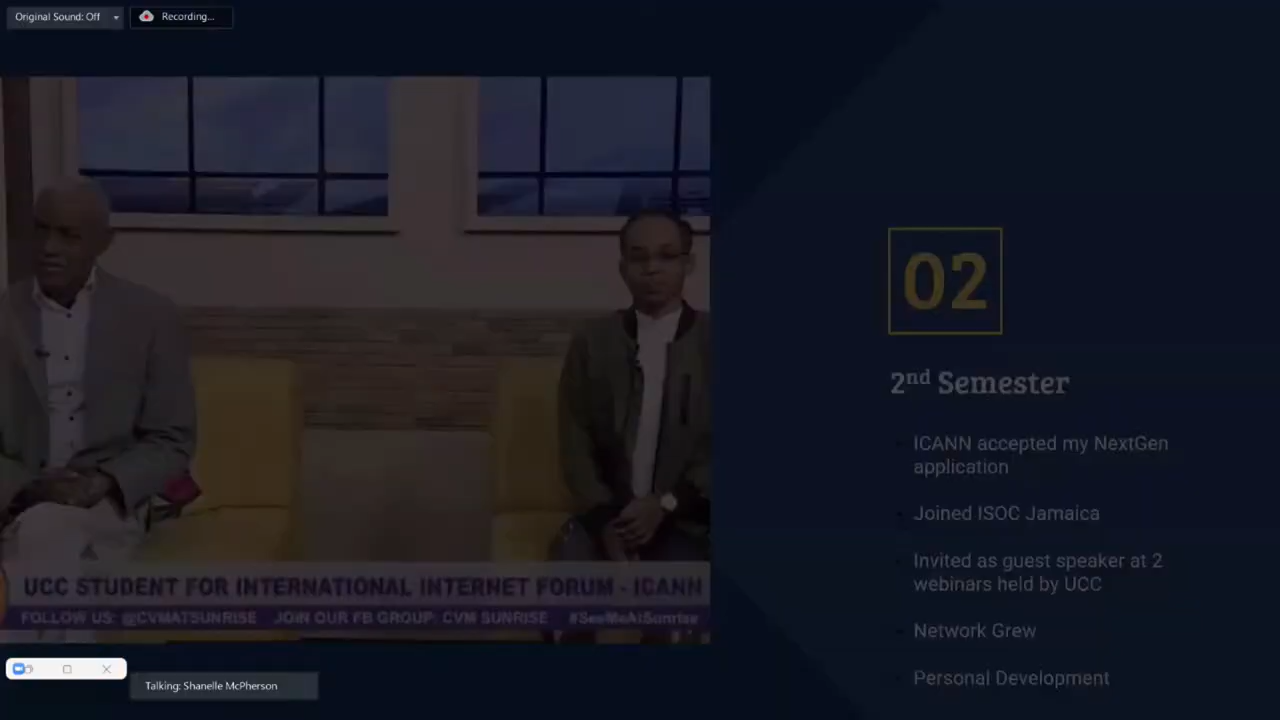 Original Sound: Off
Recording...
02
2nd Semester
ICANN accepted my NextGen
application
Joined ISOC Jamaica
Invited as guest speaker at 2
webinars held by UCC
Network Grew
Personal Development
UCC STUDENT FOR INTERNATIONAL INTERNET FORUM - ICANN
FOLLOW US: @CVMATSUNRISE JOIN OUR FB GROUP: CVM SUNRISE #SeeMeAtSunrise
Talking: Shanelle McPherson